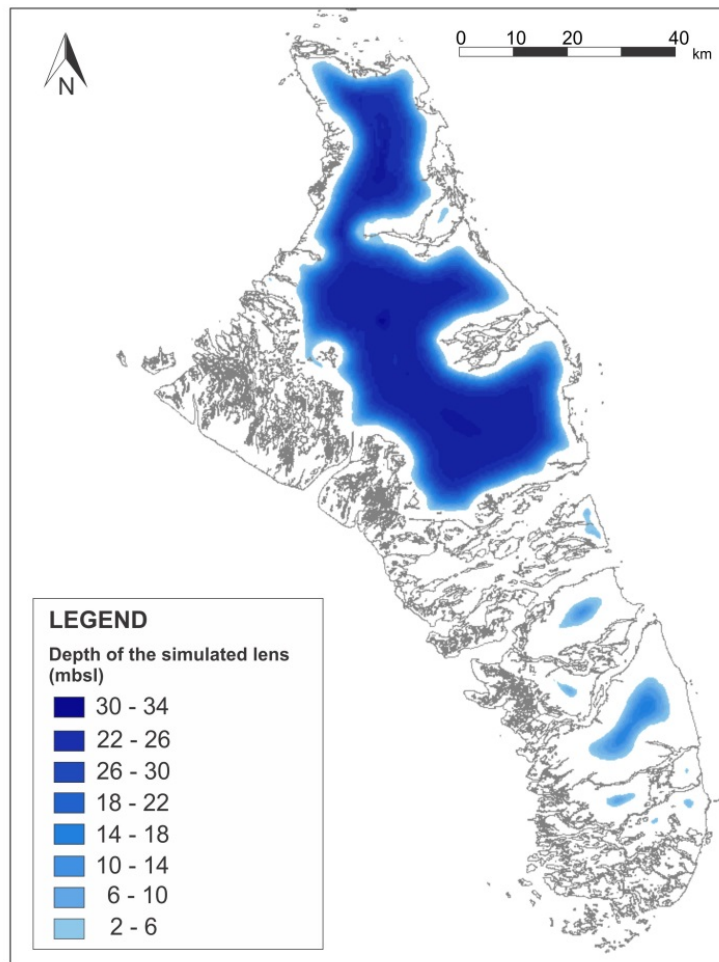 0 10 20 40
km
N
LEGEND
Depth of the simulated lens
(mbsl)
30 - 34
22 - 26
26 - 30
18 - 22
14 - 18
10 - 14
6 - 10
2 - 6